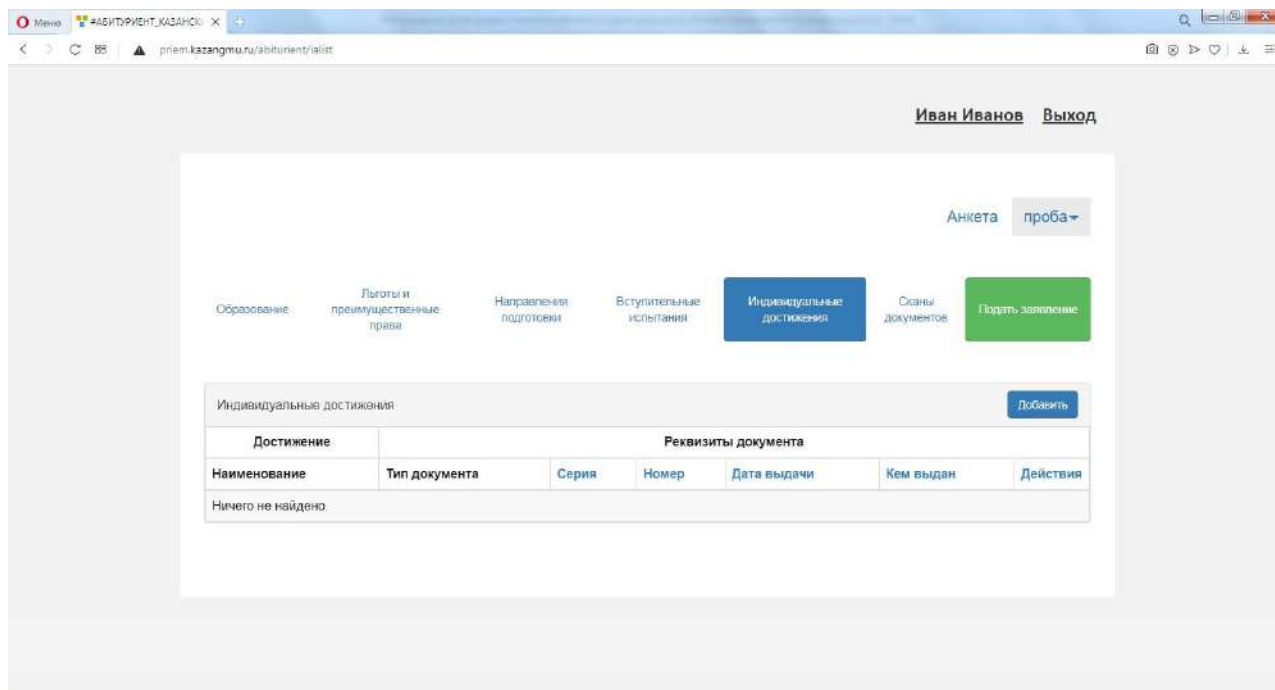 Меню #АБИТУРИЕНТ_КАЗАНСК
priem.kazangmu.ru/abiturient/ialist
Иван Иванов Выход
Анкета проба
Образование
Льготы и
преимущественные
права
Направления
подготовки
Вступительные
испытания
Индивидуальные
достижения
Сканы
документов
Подать заявление
Индивидуальные достижения Добавить
Достижение Реквизиты документа
Наименование Тип документа Серия Номер Дата выдачи Кем выдан Действия
Ничего не найдено.